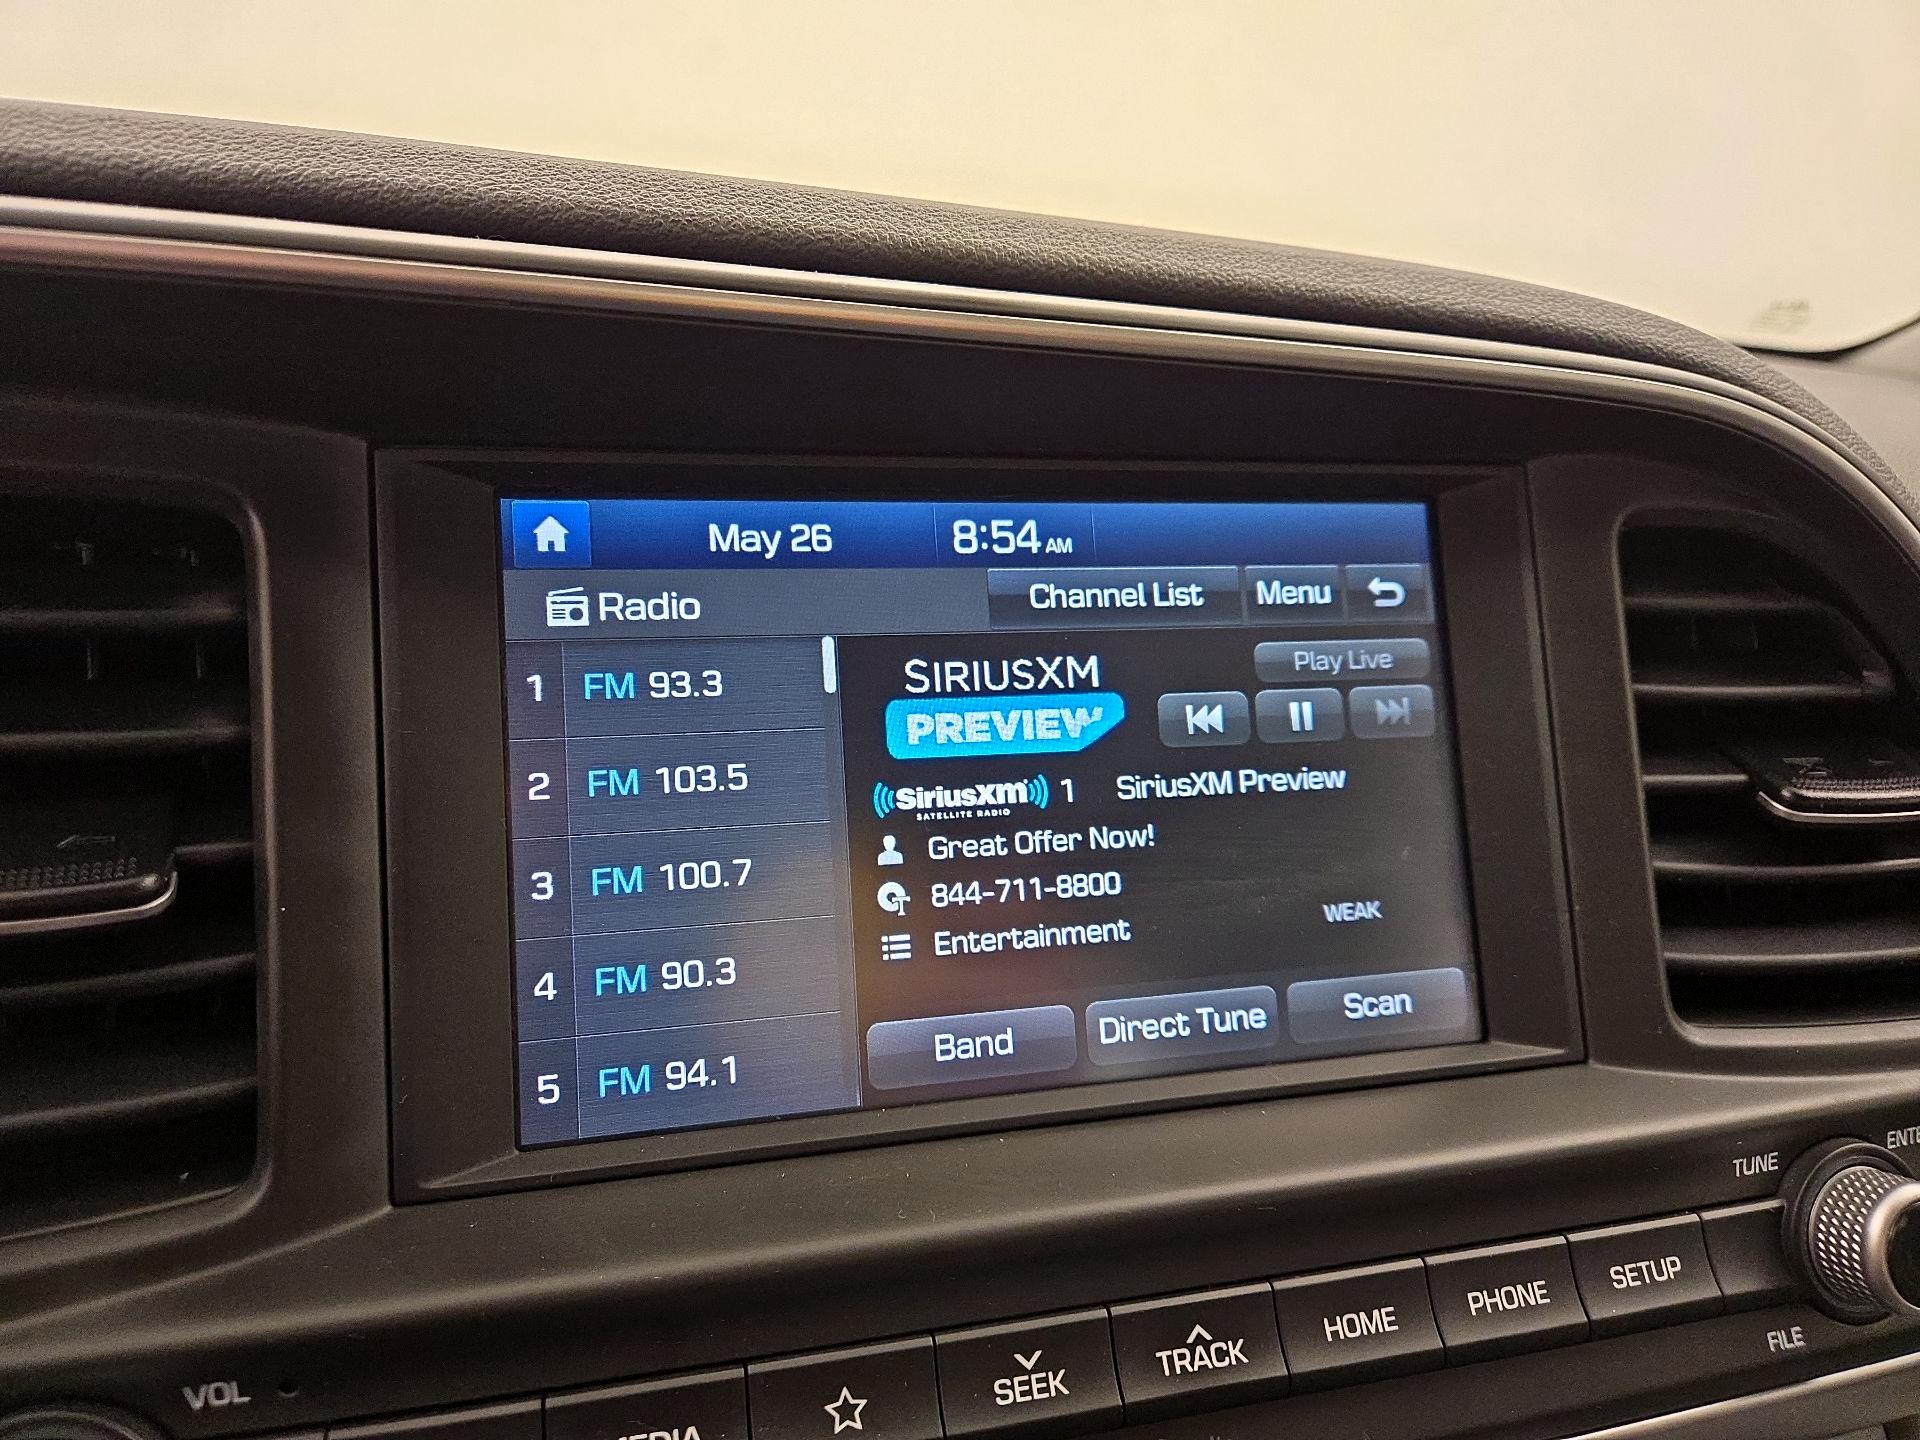 May 26 8:54 AM
Radio Channel List Menu
1 FM 93.3
2 FM 103.5
3 FM 100.7
4 FM 90.3
5 FM 94.1
SIRIUSXM
PREVIEW
Play Live
SiriusXM 1 SiriusXM Preview
SATELLITE RADIO
Great Offer Now!
844-711-8800
Entertainment
WEAK
Band Direct Tune Scan
TUNE
FILE
VOL
SEEK TRACK HOME PHONE SETUP